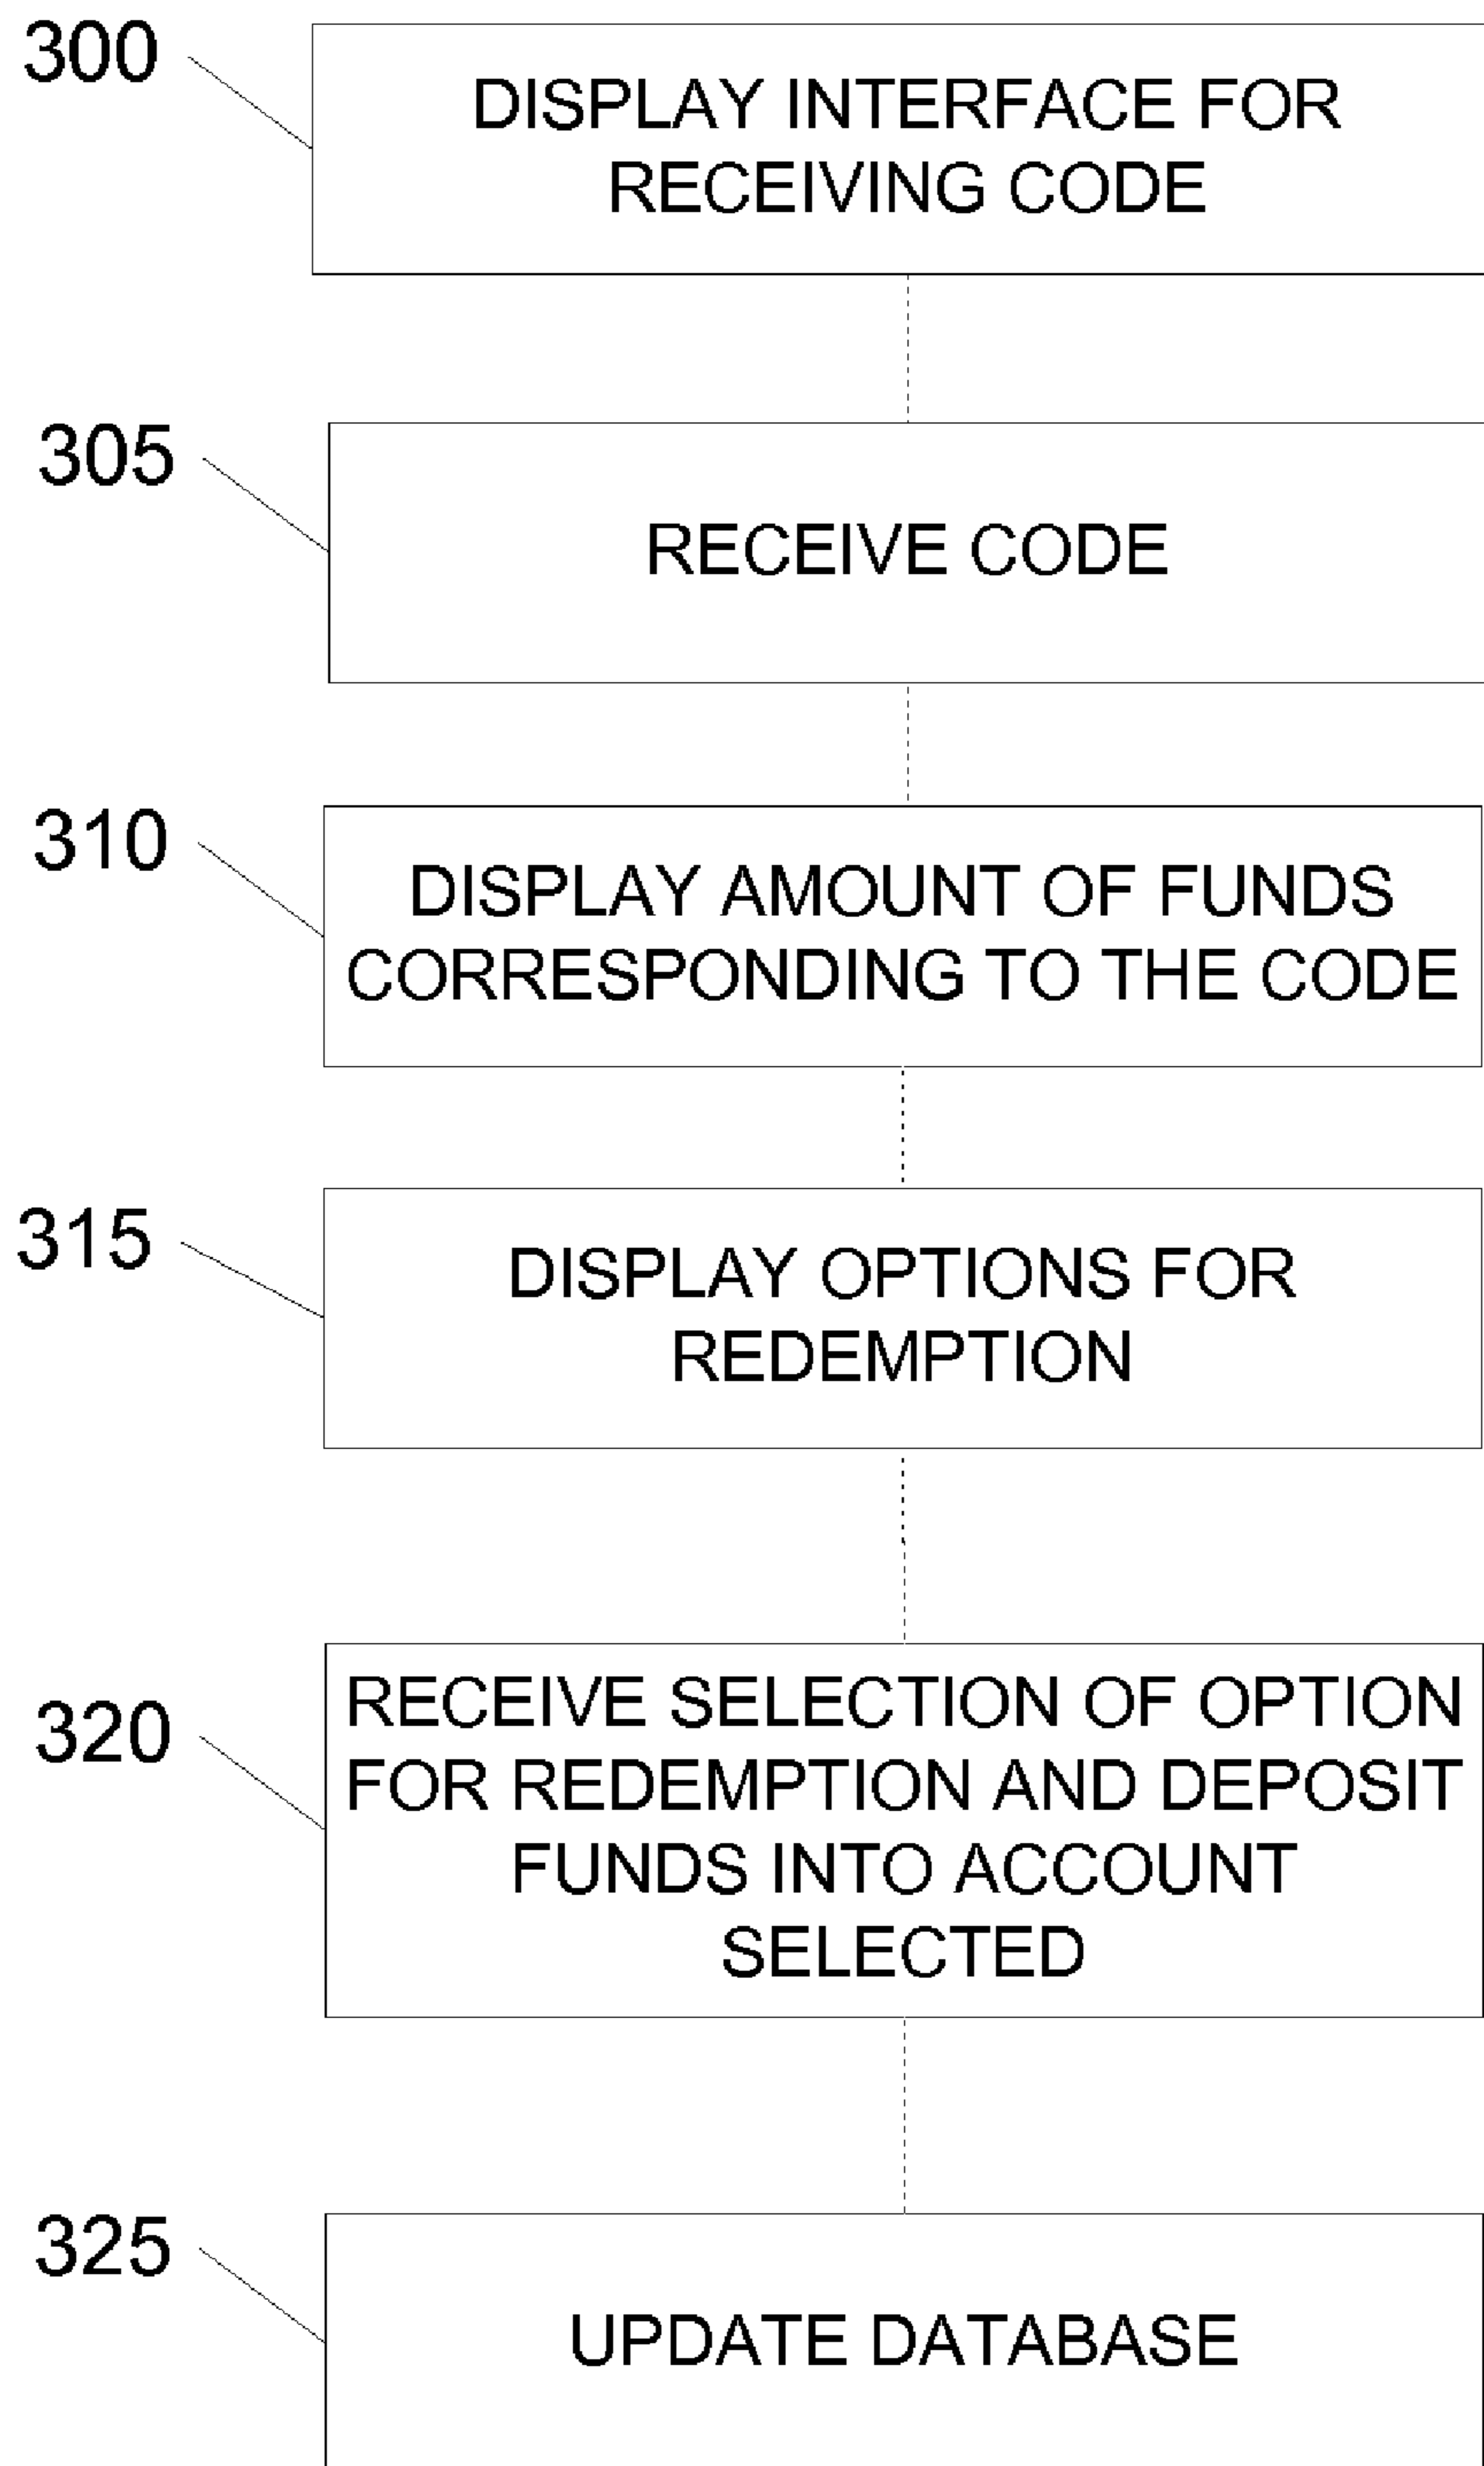 300
DISPLAY INTERFACE FOR
RECEIVING CODE
305
RECEIVE CODE
310
DISPLAY AMOUNT OF FUNDS
CORRESPONDING TO THE CODE
315
DISPLAY OPTIONS FOR
REDEMPTION
320
RECEIVE SELECTION OF OPTION
FOR REDEMPTION AND DEPOSIT
FUNDS INTO ACCOUNT
SELECTED
325
UPDATE DATABASE